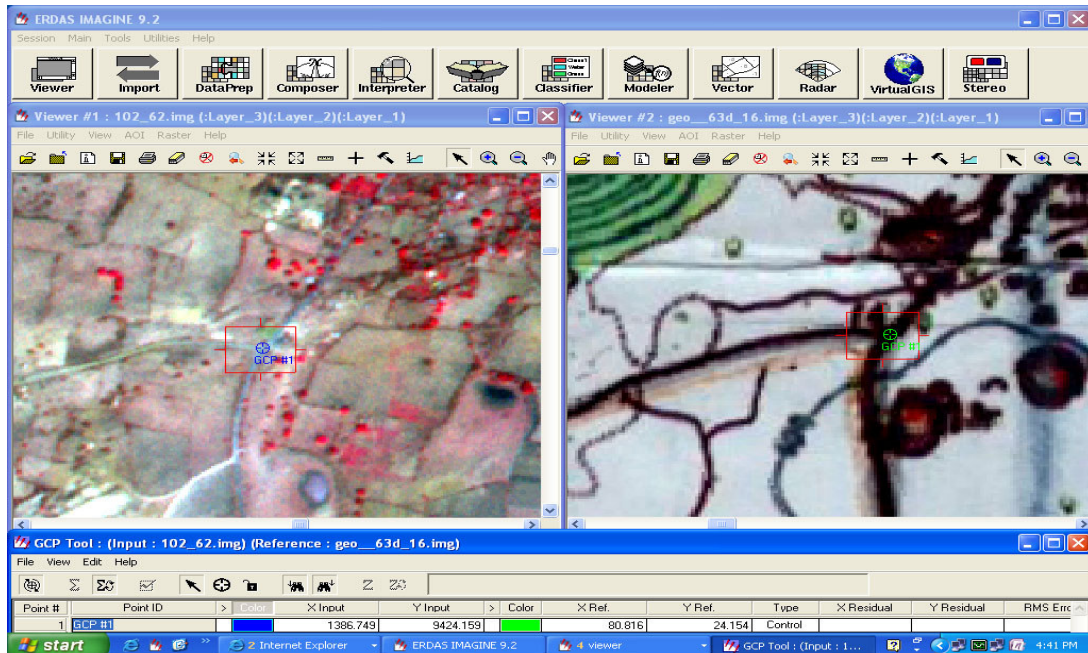 ERDAS IMAGINE 9.2
Session Main Tools Utilities Help
Viewer Import DataPrep Composer Interpreter Catalog Classifier Modeler Vector Radar VirtualGIS Stereo
Viewer #1 : 102_62.img (:Layer_3)(:Layer_2)(:Layer_1)
File Utility View AOI Raster Help
GCP #1
Viewer #2 : geo__63d_16.img (:Layer_3)(:Layer_2)(:Layer_1)
File Utility View AOI Raster Help
GCP #1
GCP Tool : (Input : 102_62.img) (Reference : geo__63d_16.img)
File View Edit Help
Point # Point ID > Color X Input Y Input > Color X Ref. Y Ref. Type X Residual Y Residual RMS Erro
1 GCP #1 1386.749 9424.159 80.816 24.154 Control
start 2 Internet Explorer ERDAS IMAGINE 9.2 4 viewer GCP Tool : (Input : 1... 4:41 PM